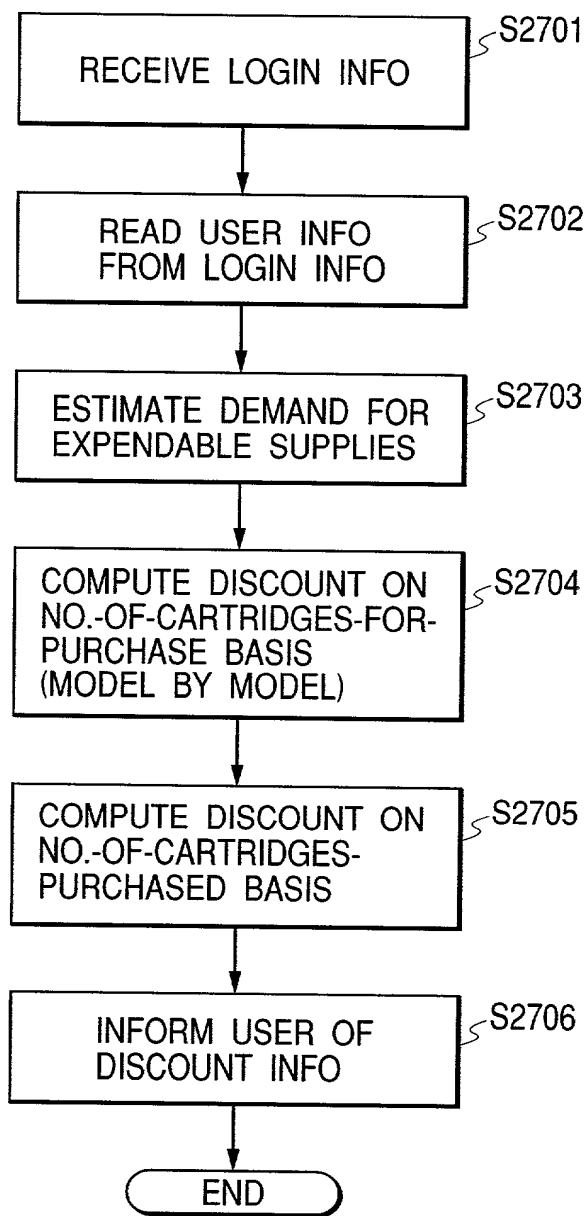 RECEIVE LOGIN INFO
S2701
READ USER INFO
FROM LOGIN INFO
S2702
ESTIMATE DEMAND FOR
EXPENDABLE SUPPLIES
S2703
COMPUTE DISCOUNT ON
NO.-OF-CARTRIDGES-FOR-
PURCHASE BASIS
(MODEL BY MODEL)
S2704
COMPUTE DISCOUNT ON
NO.-OF-CARTRIDGES-
PURCHASED BASIS
S2705
INFORM USER OF
DISCOUNT INFO
S2706
END